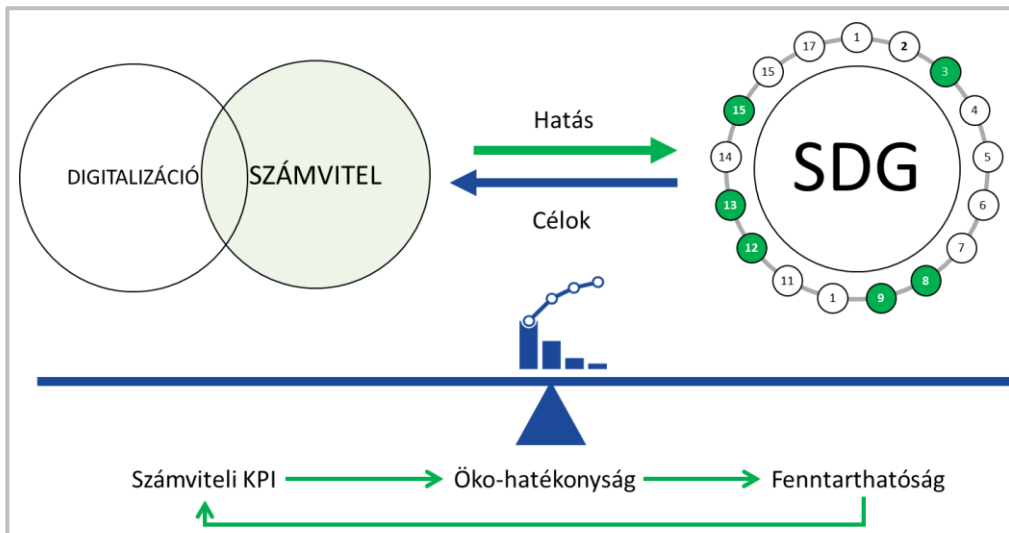 DIGITALIZÁCIÓ
SZÁMVITEL
Hatás
Célok
SDG
1
2
3
4
5
6
7
8
9
1
11
12
13
14
15
15
17
Számviteli KPI
Öko-hatékonyság
Fenntarthatóság